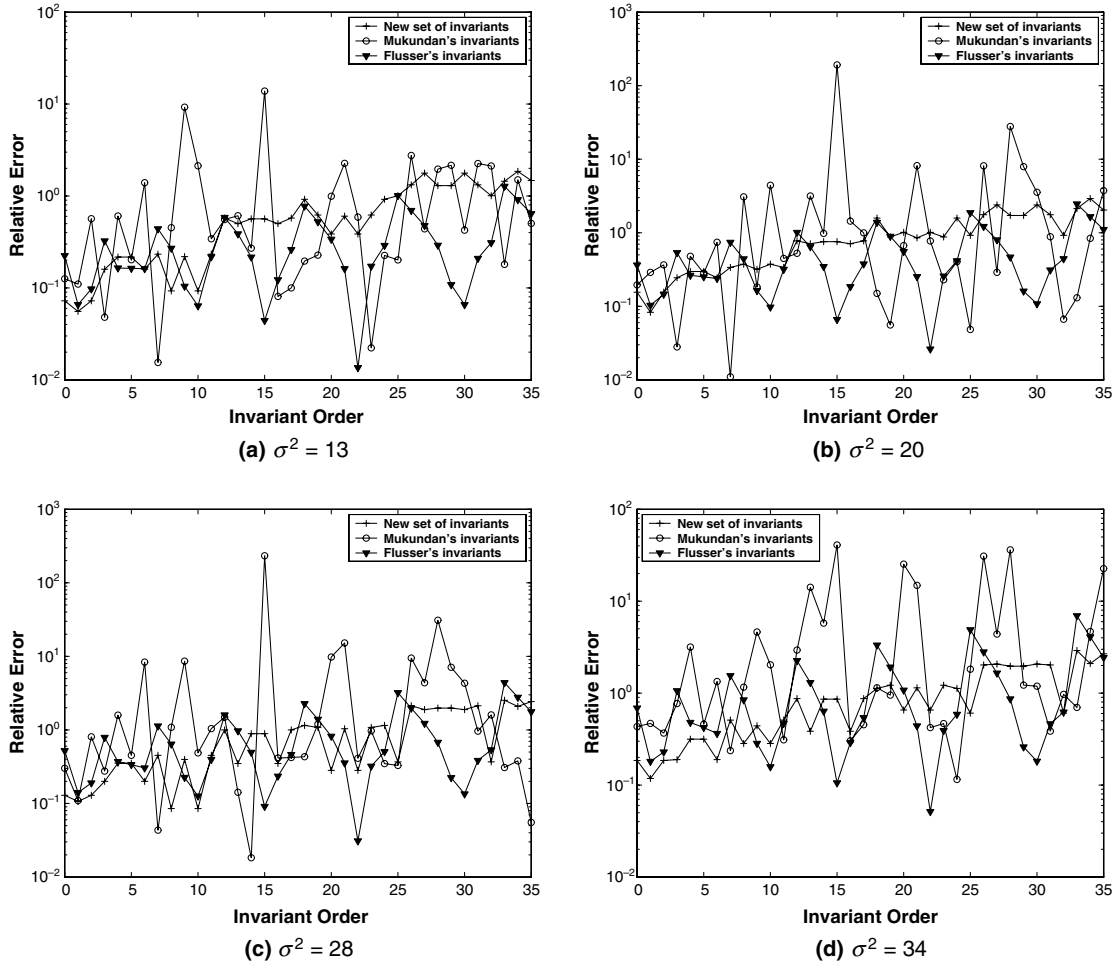 10^2
10^1
10^0
10^−1
10^−2
Relative Error
New set of invariants
Mukundan's invariants
Flusser's invariants
0 5 10 15 20 25 30 35
Invariant Order
(a) σ^2 = 13
10^3
10^2
10^1
10^0
10^−1
10^−2
Relative Error
New set of invariants
Mukundan's invariants
Flusser's invariants
0 5 10 15 20 25 30 35
Invariant Order
(b) σ^2 = 20
10^3
10^2
10^1
10^0
10^−1
10^−2
Relative Error
New set of invariants
Mukundan's invariants
Flusser's invariants
0 5 10 15 20 25 30 35
Invariant Order
(c) σ^2 = 28
10^2
10^1
10^0
10^−1
10^−2
Relative Error
New set of invariants
Mukundan's invariants
Flusser's invariants
0 5 10 15 20 25 30 35
Invariant Order
(d) σ^2 = 34